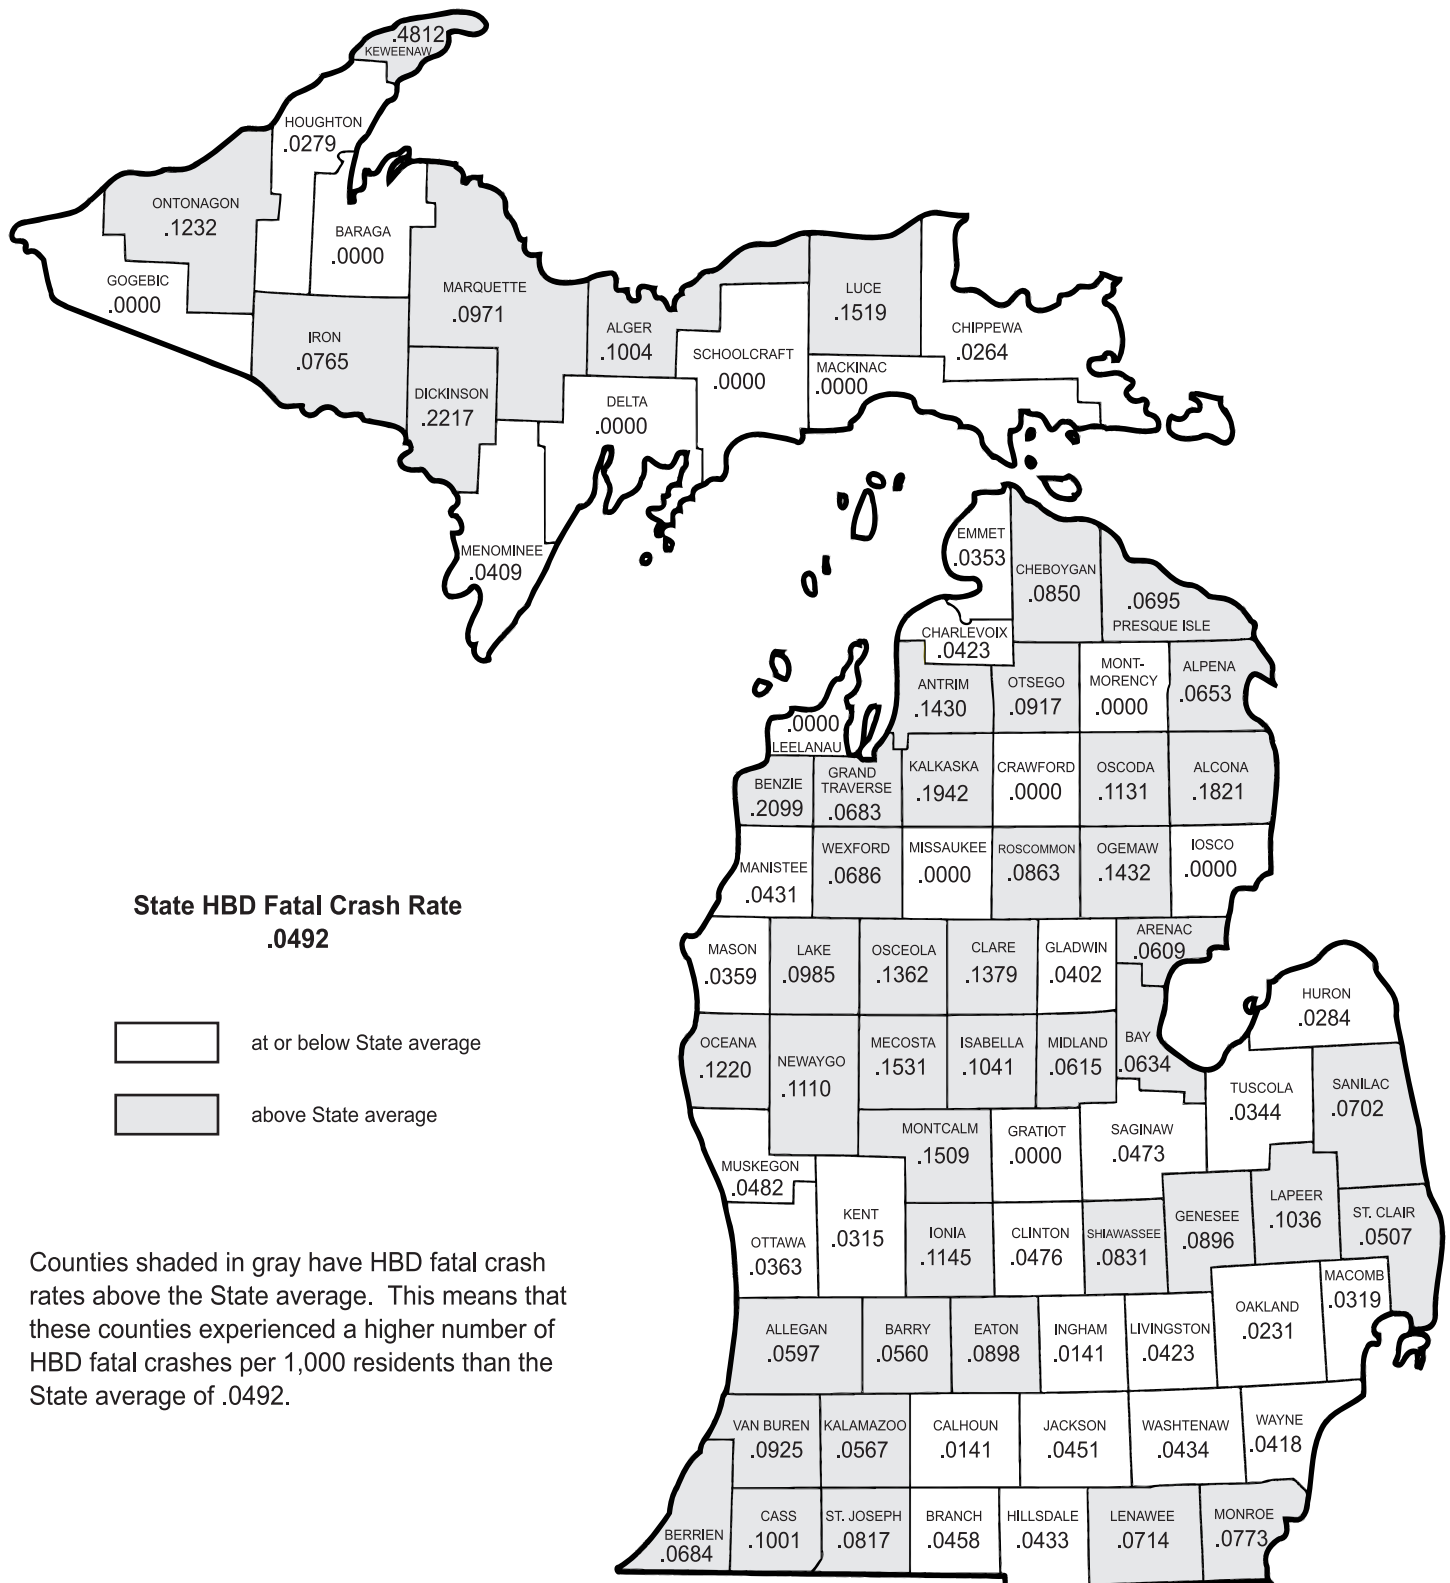 .4812
KEWEENAW
HOUGHTON
.0279
ONTONAGON
.1232
BARAGA
.0000
GOGEBIC
.0000
MARQUETTE
.0971
IRON
.0765
ALGER
.1004
LUCE
.1519
CHIPPEWA
.0264
SCHOOLCRAFT
.0000
MACKINAC
.0000
DICKINSON
.2217
DELTA
.0000
MENOMINEE
.0409
EMMET
.0353
CHEBOYGAN
.0850
.0695
PRESQUE ISLE
CHARLEVOIX
.0423
ANTRIM
.1430
OTSEGO
.0917
MONT-
MORENCY
.0000
ALPENA
.0653
.0000
LEELANAU
BENZIE
.2099
GRAND
TRAVERSE
.0683
KALKASKA
.1942
CRAWFORD
.0000
OSCODA
.1131
ALCONA
.1821
MANISTEE
.0431
WEXFORD
.0686
MISSAUKEE
.0000
ROSCOMMON
.0863
OGEMAW
.1432
IOSCO
.0000
State HBD Fatal Crash Rate
.0492
MASON
.0359
LAKE
.0985
OSCEOLA
.1362
CLARE
.1379
GLADWIN
.0402
ARENAC
.0609
HURON
.0284
at or below State average
above State average
OCEANA
.1220
NEWAYGO
.1110
MECOSTA
.1531
ISABELLA
.1041
MIDLAND
.0615
BAY
.0634
TUSCOLA
.0344
SANILAC
.0702
MUSKEGON
.0482
MONTCALM
.1509
GRATIOT
.0000
SAGINAW
.0473
OTTAWA
.0363
KENT
.0315
IONIA
.1145
CLINTON
.0476
SHIAWASSEE
.0831
GENESEE
.0896
LAPEER
.1036
ST. CLAIR
.0507
Counties shaded in gray have HBD fatal crash
rates above the State average. This means that
these counties experienced a higher number of
HBD fatal crashes per 1,000 residents than the
State average of .0492.
ALLEGAN
.0597
BARRY
.0560
EATON
.0898
INGHAM
.0141
LIVINGSTON
.0423
OAKLAND
.0231
MACOMB
.0319
VAN BUREN
.0925
KALAMAZOO
.0567
CALHOUN
.0141
JACKSON
.0451
WASHTENAW
.0434
WAYNE
.0418
BERRIEN
.0684
CASS
.1001
ST. JOSEPH
.0817
BRANCH
.0458
HILLSDALE
.0433
LENAWEE
.0714
MONROE
.0773